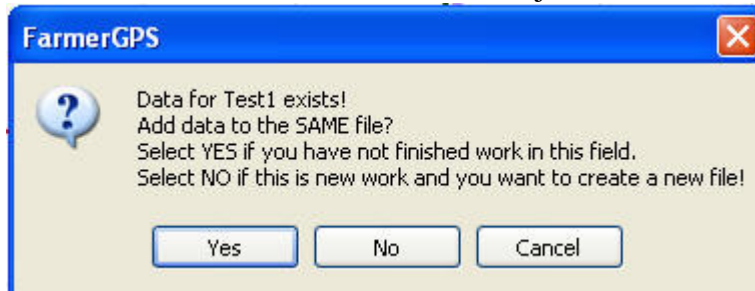 FarmerGPS
Data for Test1 exists!
Add data to the SAME file?
Select YES if you have not finished work in this field.
Select NO if this is new work and you want to create a new file!
Yes No Cancel